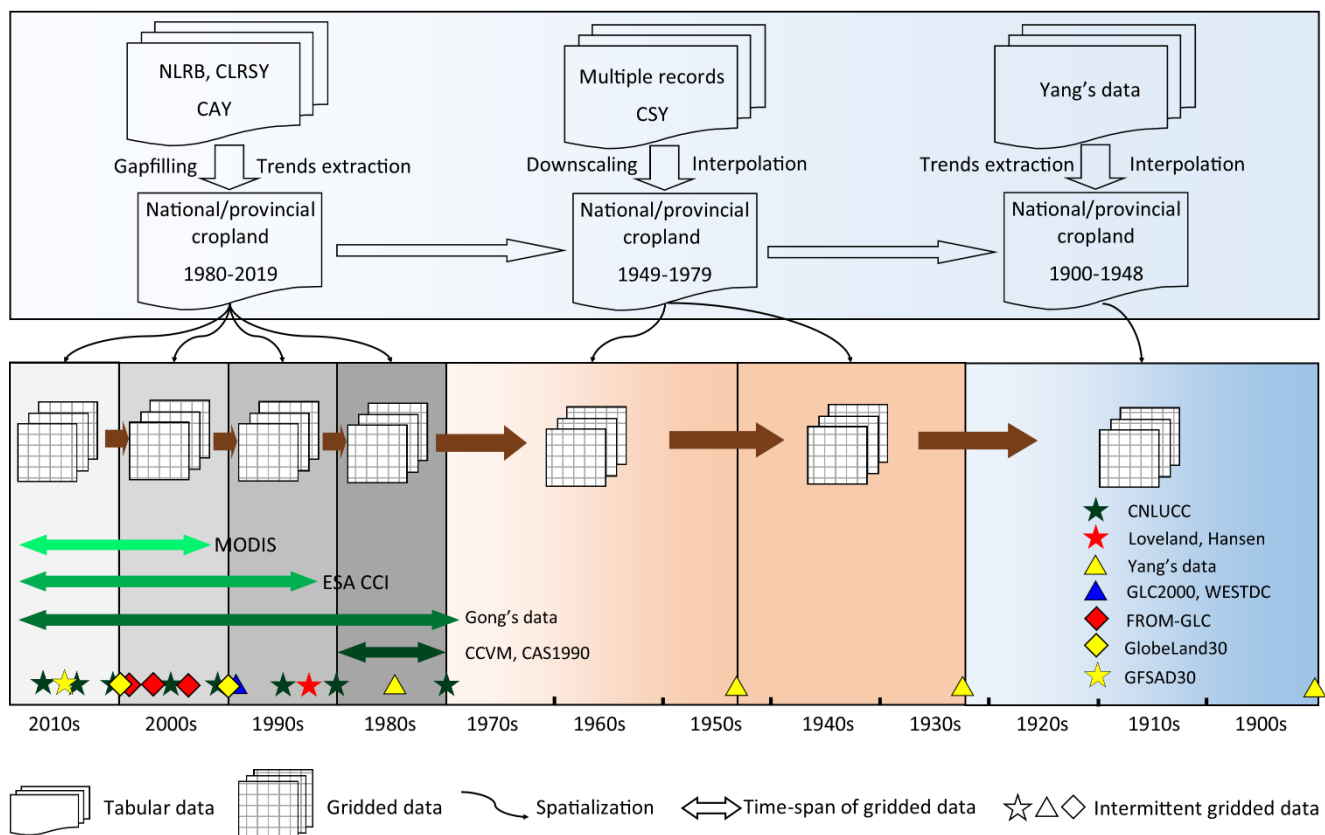 NLRB, CLRSY
CAY
Multiple records
CSY
Yang's data
Gapfilling
Trends extraction
Downscaling
Interpolation
Trends extraction
Interpolation
National/provincial
cropland
1980-2019
National/provincial
cropland
1949-1979
National/provincial
cropland
1900-1948
MODIS
ESA CCI
Gong's data
CCVM, CAS1990
CNLUCC
Loveland, Hansen
Yang's data
GLC2000, WESTDC
FROM-GLC
GlobeLand30
GFSAD30
2010s
2000s
1990s
1980s
1970s
1960s
1950s
1940s
1930s
1920s
1910s
1900s
Tabular data
Gridded data
Spatialization
Time-span of gridded data
Intermittent gridded data